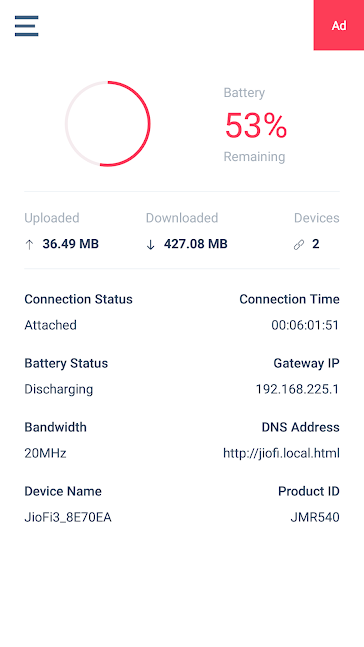 Ad
Battery
53%
Remaining
Uploaded Downloaded Devices
↑ 36.49 MB ↓ 427.08 MB 2
Connection Status Connection Time
Attached 00:06:01:51
Battery Status Gateway IP
Discharging 192.168.225.1
Bandwidth DNS Address
20MHz http://jiofi.local.html
Device Name Product ID
JioFi3_8E70EA JMR540